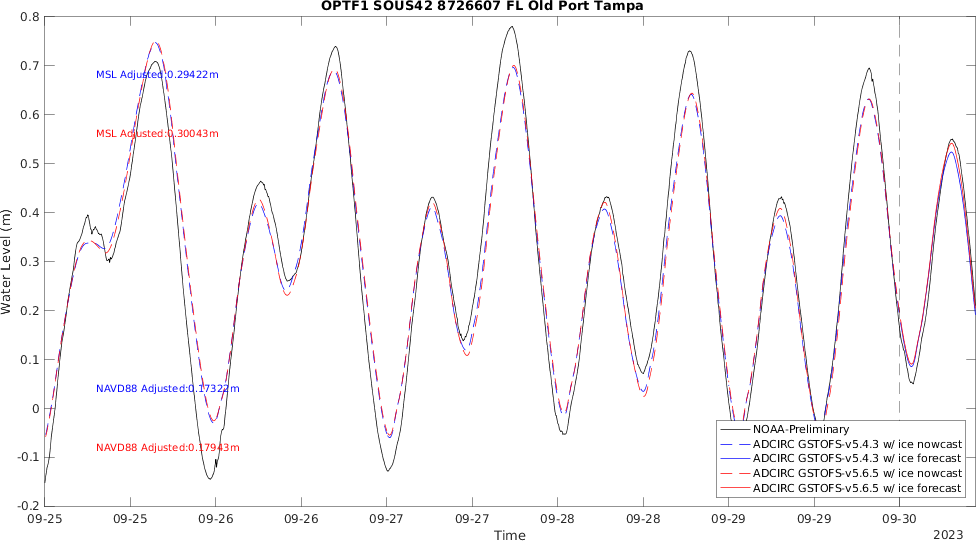 OPTF1 SOUS42 8726607 FL Old Port Tampa
0.8
0.7
0.6
0.5
0.4
0.3
0.2
0.1
0
-0.1
-0.2
Water Level (m)
MSL Adjusted:0.29422m
MSL Adjusted:0.30043m
NAVD88 Adjusted:0.17322m
NAVD88 Adjusted:0.17943m
NOAA-Preliminary
ADCIRC GSTOFS-v5.4.3 w/ ice nowcast
ADCIRC GSTOFS-v5.4.3 w/ ice forecast
ADCIRC GSTOFS-v5.6.5 w/ ice nowcast
ADCIRC GSTOFS-v5.6.5 w/ ice forecast
09-25 09-25 09-26 09-26 09-27 09-27 09-28 09-28 09-29 09-29 09-30
Time
2023